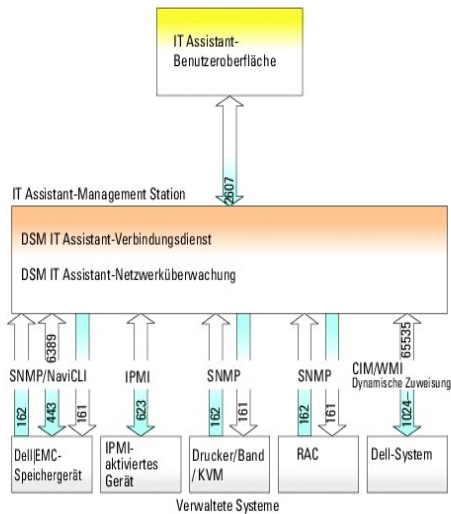 IT Assistant-
Benutzeroberfläche
2607
IT Assistant-Management Station
DSM IT Assistant-Verbindungsdienst
DSM IT Assistant-Netzwerküberwachung
6389
65535
SNMP/NaviCLI
IPMI
SNMP
SNMP
CIM/WMI
Dynamische Zuweisung
162
443
161
623
162
161
162
161
1024–
Dell|EMC-
Speichergerät
IPMI-
aktiviertes
Gerät
Drucker/Band
/ KVM
RAC
Dell-System
Verwaltete Systeme